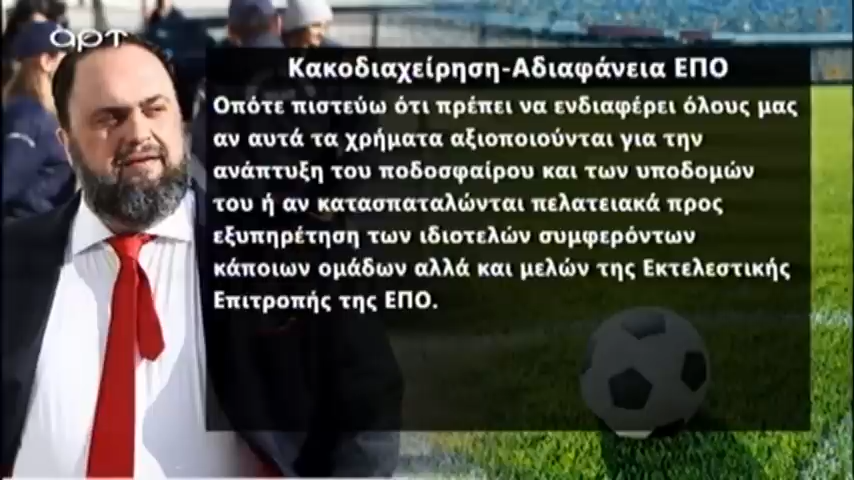 αρτ
Κακοδιαχείρηση-Αδιαφάνεια ΕΠΟ
Οπότε πιστεύω ότι πρέπει να ενδιαφέρει όλους μας
αν αυτά τα χρήματα αξιοποιούνται για την
ανάπτυξη του ποδοσφαίρου και των υποδομών
του ή αν κατασπαταλώνται πελατειακά προς
εξυπηρέτηση των ιδιοτελών συμφερόντων
κάποιων ομάδων αλλά και μελών της Εκτελεστικής
Επιτροπής της ΕΠΟ.